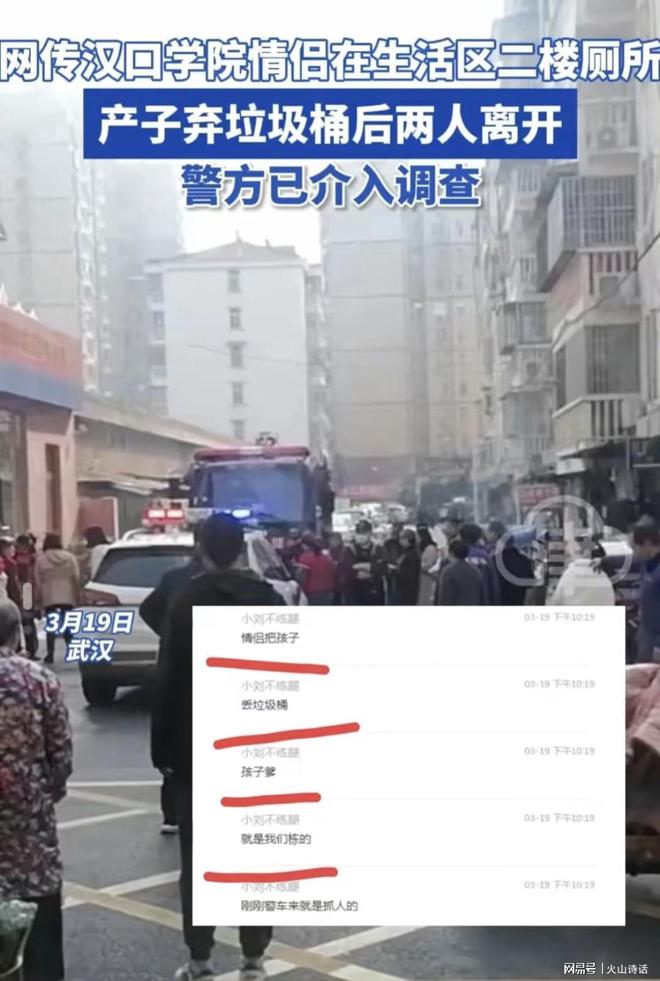 网传汉口学院情侣在生活区二楼厕所
产子弃垃圾桶后两人离开
警方已介入调查
3月19日
武汉
小刘不练腿 03-19 下午10:19
情侣把孩子
小刘不练腿 03-19 下午10:19
丢垃圾桶
小刘不练腿 03-19 下午10:19
孩子爹
小刘不练腿 03-19 下午10:19
就是我们栋的
小刘不练腿 03-19 下午10:19
刚刚警车来就是抓人的
网易号 | 火山诗话